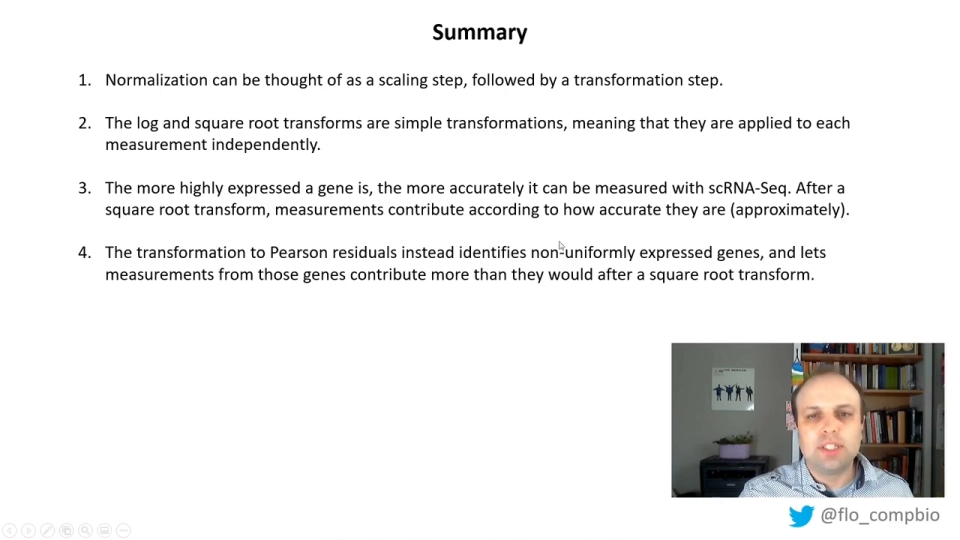 Summary
1. Normalization can be thought of as a scaling step, followed by a transformation step.
2. The log and square root transforms are simple transformations, meaning that they are applied to each
measurement independently.
3. The more highly expressed a gene is, the more accurately it can be measured with scRNA-Seq. After a
square root transform, measurements contribute according to how accurate they are (approximately).
4. The transformation to Pearson residuals instead identifies non-uniformly expressed genes, and lets
measurements from those genes contribute more than they would after a square root transform.
@flo_compbio